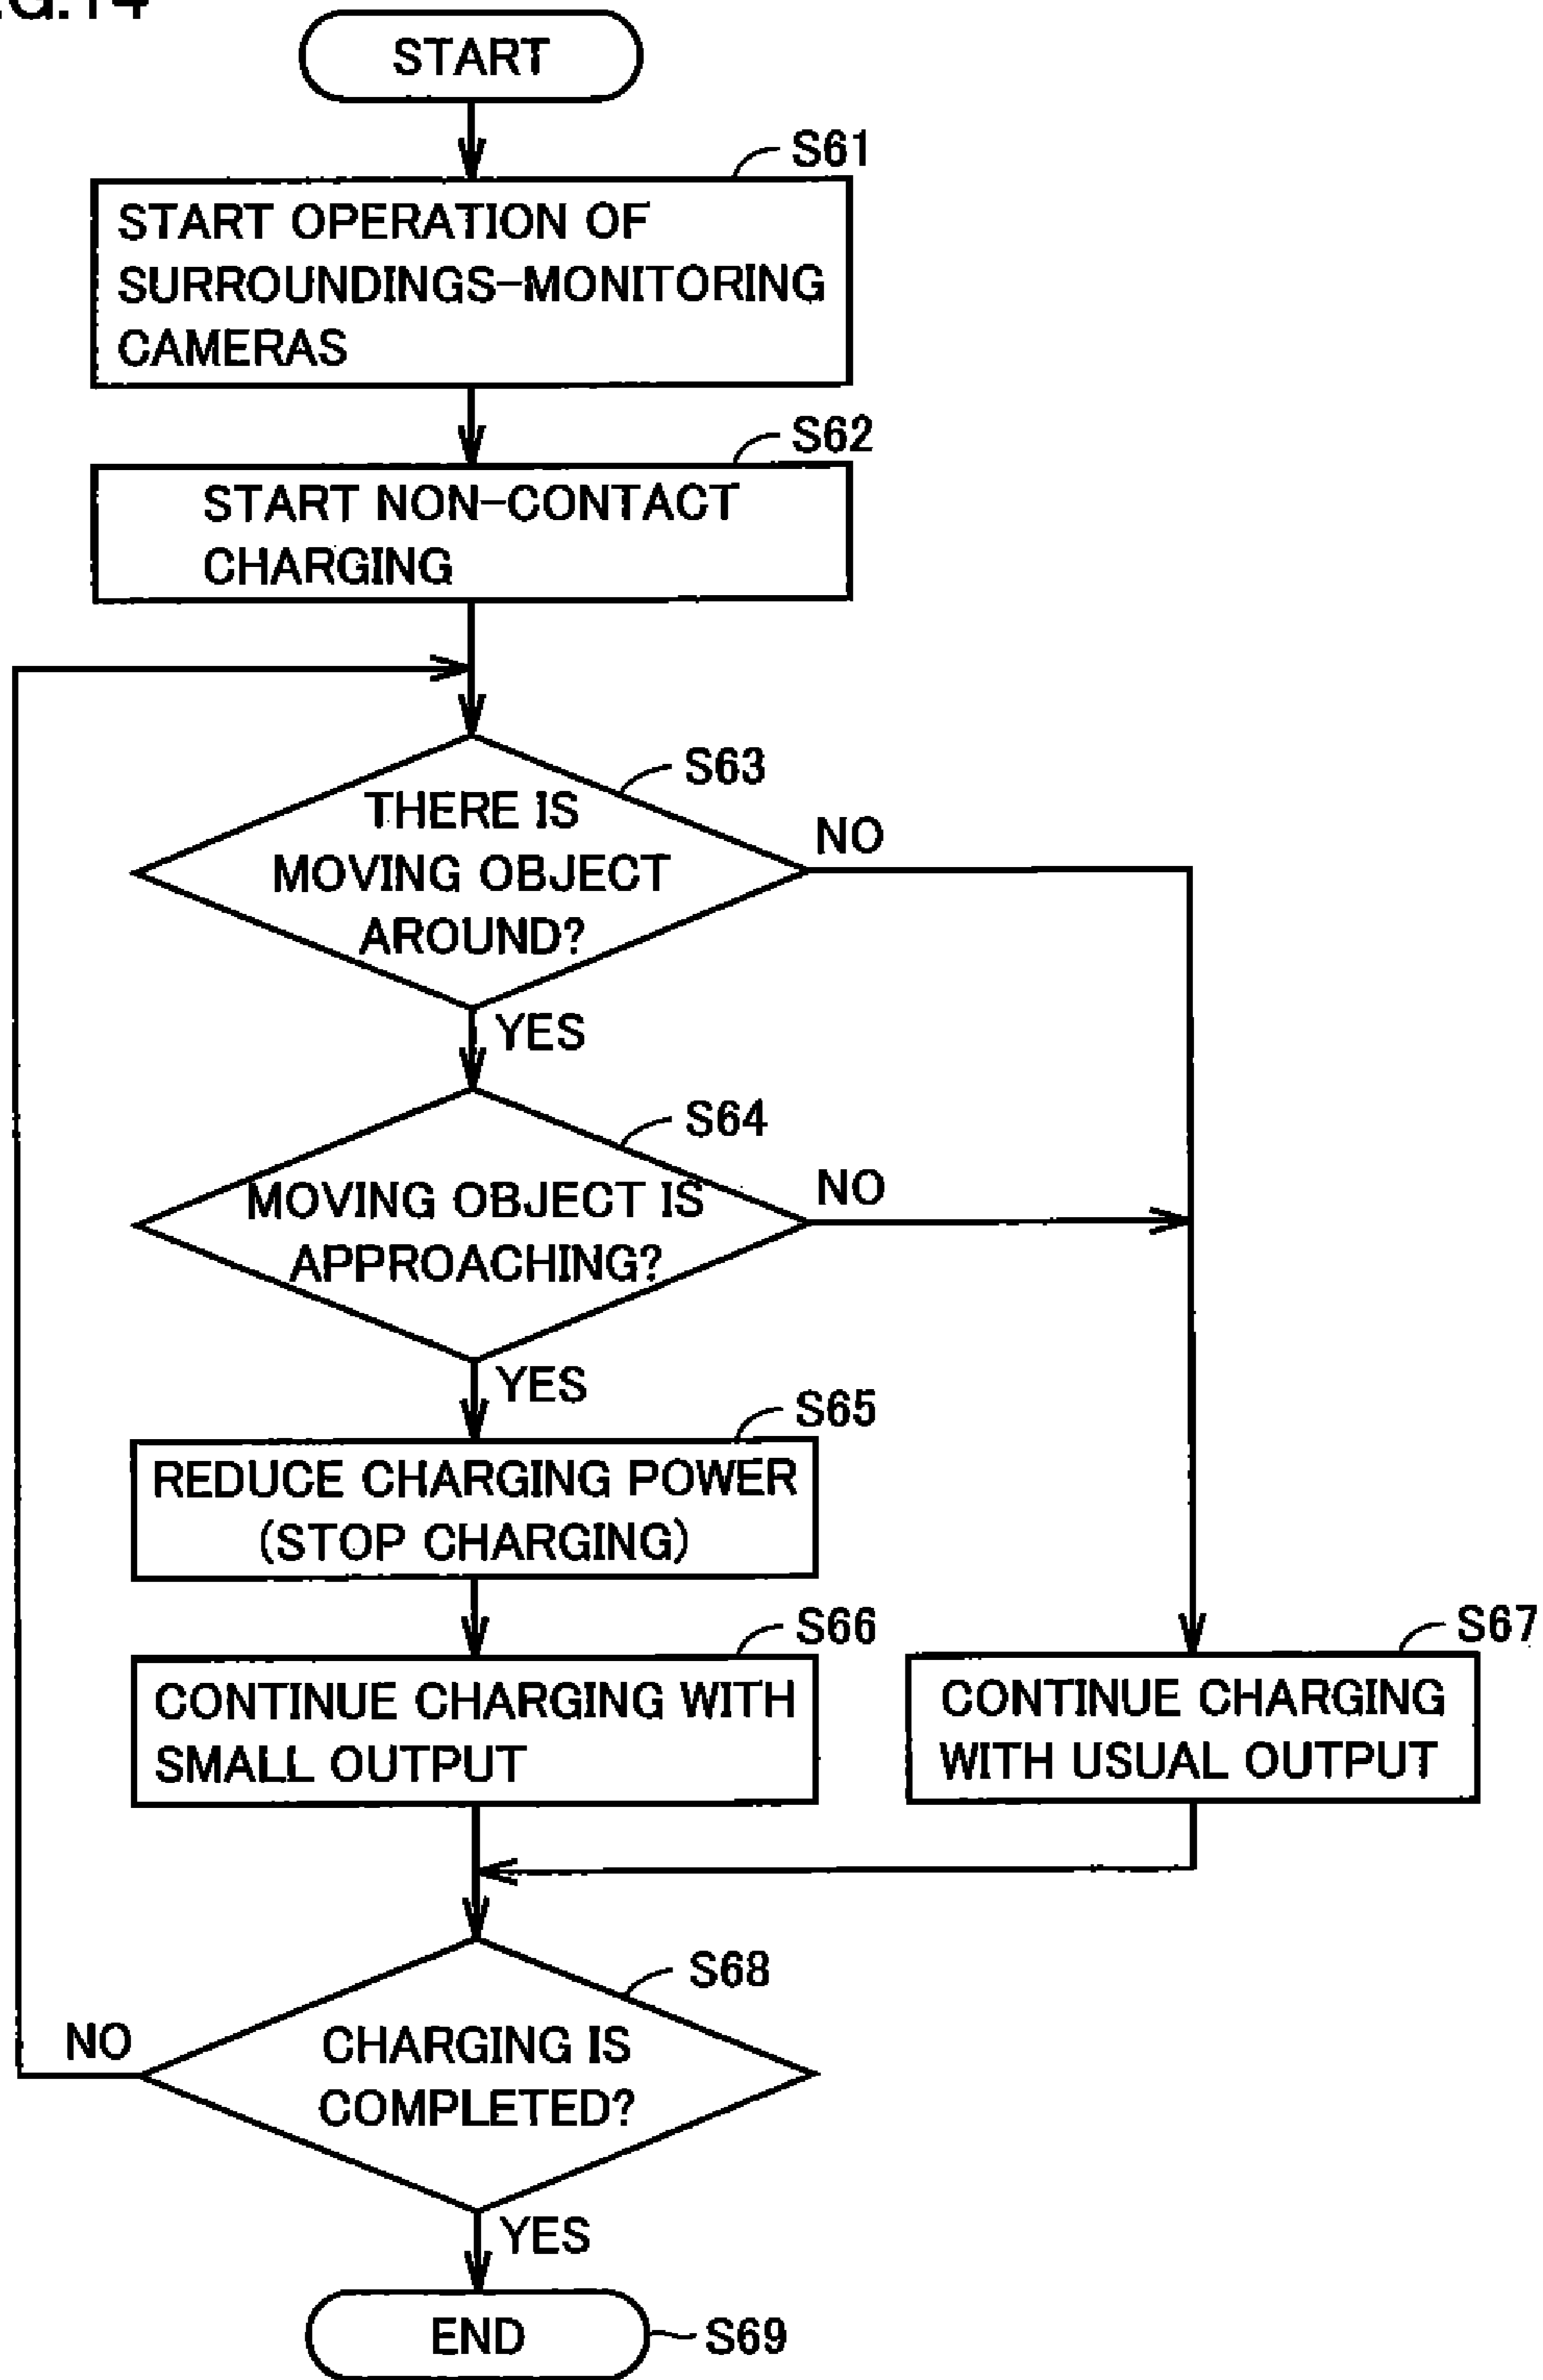 START
S61
START OPERATION OF
SURROUNDINGS-MONITORING
CAMERAS
S62
START NON-CONTACT
CHARGING
S63
THERE IS
MOVING OBJECT
AROUND?
NO
YES
S64
MOVING OBJECT IS
APPROACHING?
NO
YES
S65
REDUCE CHARGING POWER
(STOP CHARGING)
S66
CONTINUE CHARGING WITH
SMALL OUTPUT
S67
CONTINUE CHARGING
WITH USUAL OUTPUT
S68
CHARGING IS
COMPLETED?
NO
YES
END
S69